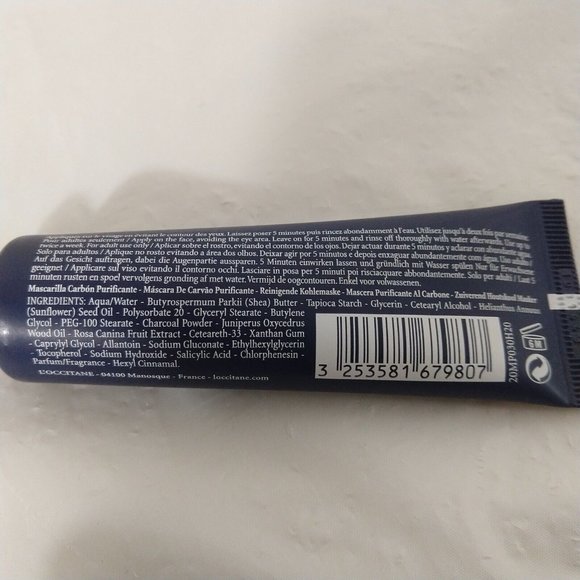 sur le visage en évitant le contour des yeux. Laissez poser 5 minutes puis rincez abondamment à l'eau. Utilisez jusqu'à deux fois par semaine.
Pour adultes seulement / Apply on the face, avoiding the eye area. Leave on for 5 minutes and rinse off thoroughly with water afterwards. Use up to
twice a week. For adult use only / Aplicar sobre el rostro, evitando el contorno de los ojos. Dejar actuar durante 5 minutos y aclarar con abundante
Solo para adultos / Aplique no rosto evitando a área dos olhos. Deixar agir por 5 minutos e depois enxaguar abundantemente com água.
Auf das Gesicht auftragen, dabei die Augenpartie aussparen. 5 Minuten einwirken lassen und gründlich mit Wasser spülen Nur für Erwachsene
geeignet / Applicare sul viso evitando il contorno occhi. Lasciare in posa per 5 minuti poi risciacquare abbondantemente. Solo per adulti /
minuten rusten en spoel vervolgens grondig af met water. Vermijd de oogcontouren. Enkel voor volwassenen.
Mascarilla Carbón Purificante - Máscara De Carvão Purificante - Reinigende Kohlemaske - Mascera Purificante Al Carbone - Zuiverend Houtskool Masker
INGREDIENTS: Aqua/Water - Butyrospermum Parkii (Shea) Butter - Tapioca Starch - Glycerin - Cetearyl Alcohol - Helianthus Annuus
(Sunflower) Seed Oil - Polysorbate 20 - Glyceryl Stearate - Butylene
Glycol - PEG-100 Stearate - Charcoal Powder - Juniperus Oxycedrus
Wood Oil - Rosa Canina Fruit Extract - Ceteareth-33 - Xanthan Gum
- Caprylyl Glycol - Allantoin - Sodium Gluconate - Ethylhexylglycerin
- Tocopherol - Sodium Hydroxide - Salicylic Acid - Chlorphenesin -
Parfum/Fragrance - Hexyl Cinnamal.
L'OCCITANE - 04100 Manosque - France - loccitane.com
3 253581 679807
6M
20MP030H20